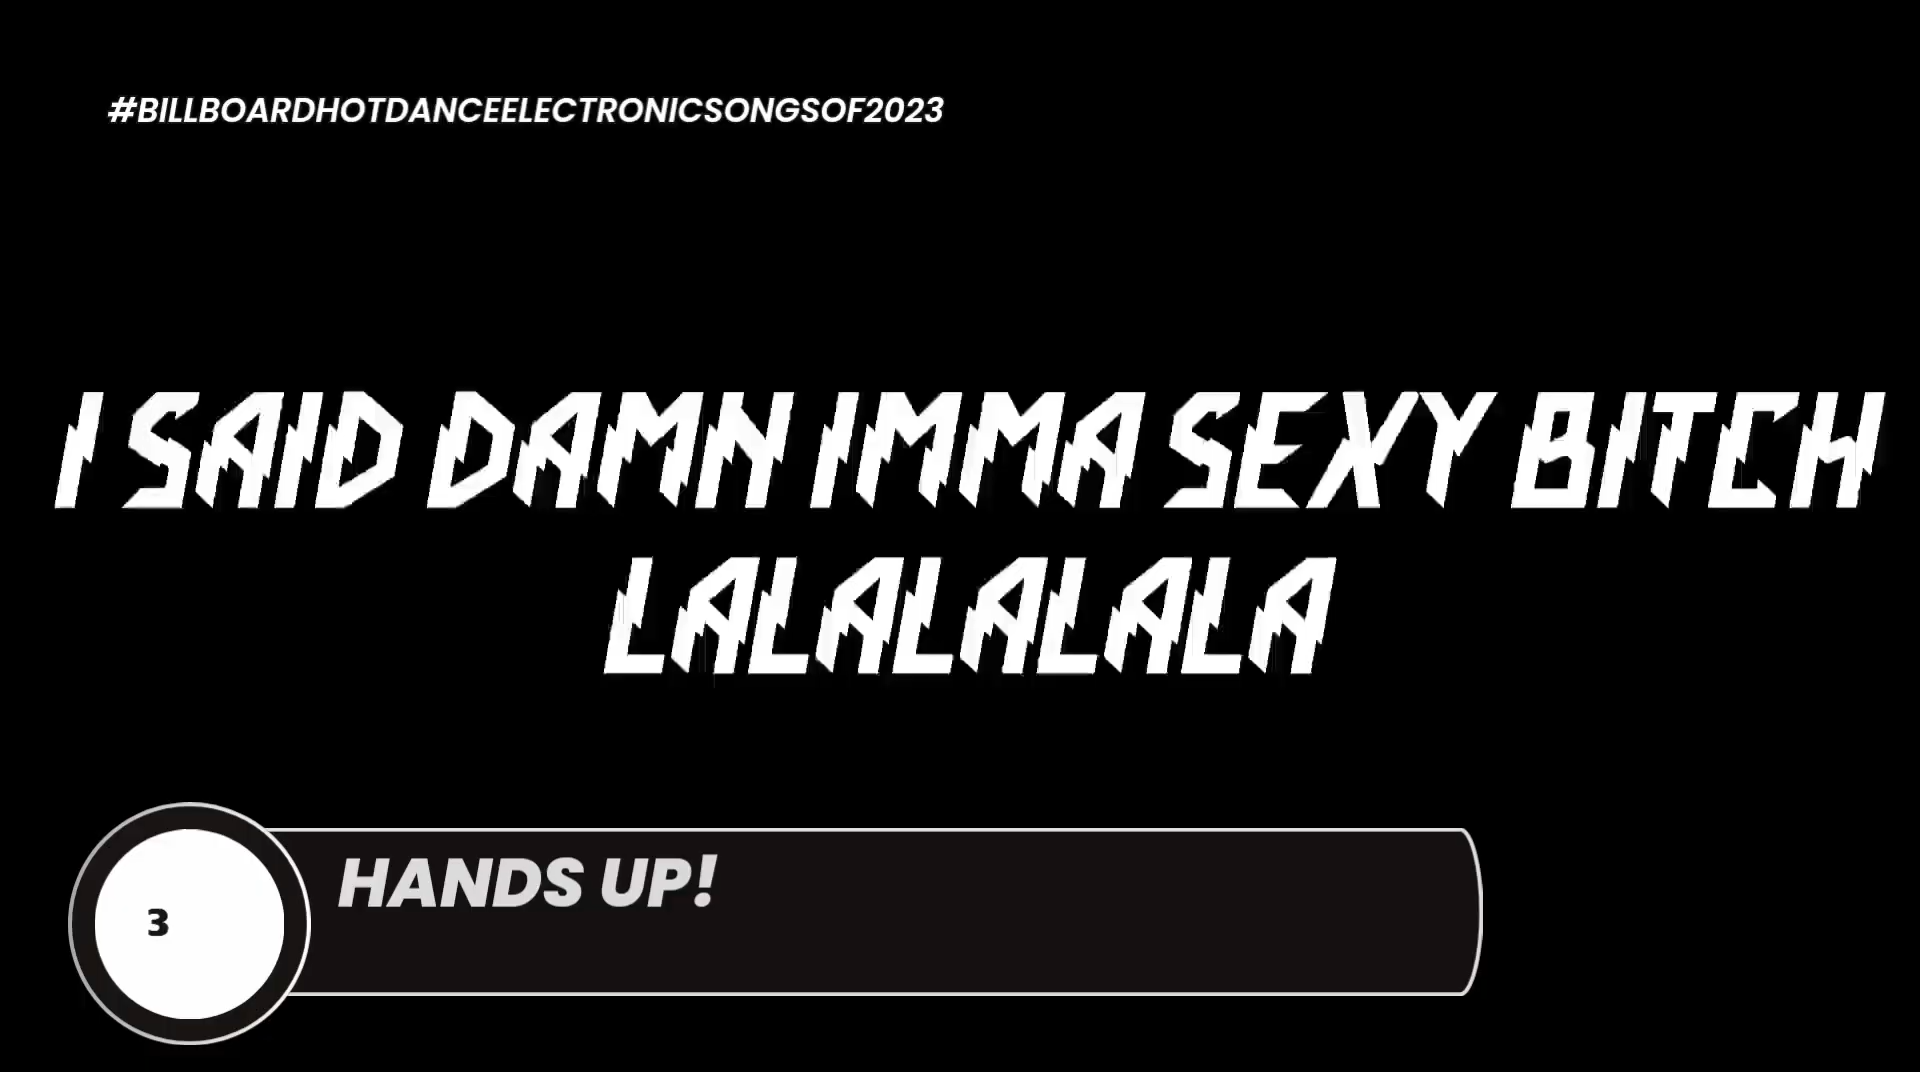 #BILLBOARDHOTDANCEELECTRONICSONGSOF2023
I SAID DAMN IMMA SEXY BITCH
LALALALALA
HANDS UP!
3